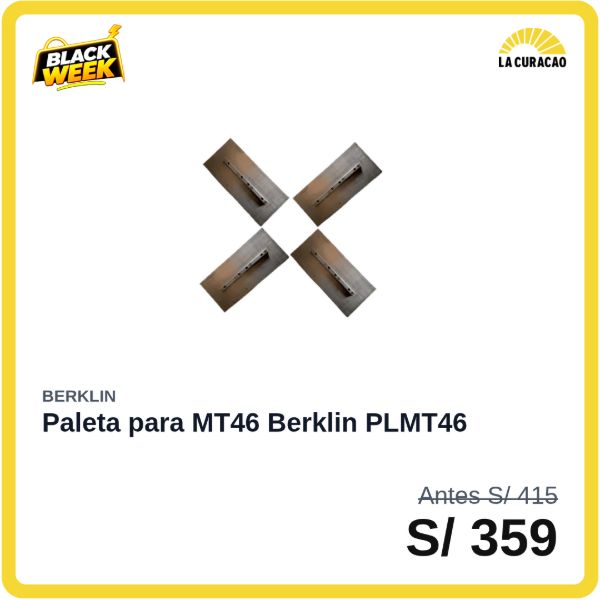 BLACK
WEEK
LA CURACAO
BERKLIN
Paleta para MT46 Berklin PLMT46
Antes S/ 415
S/ 359